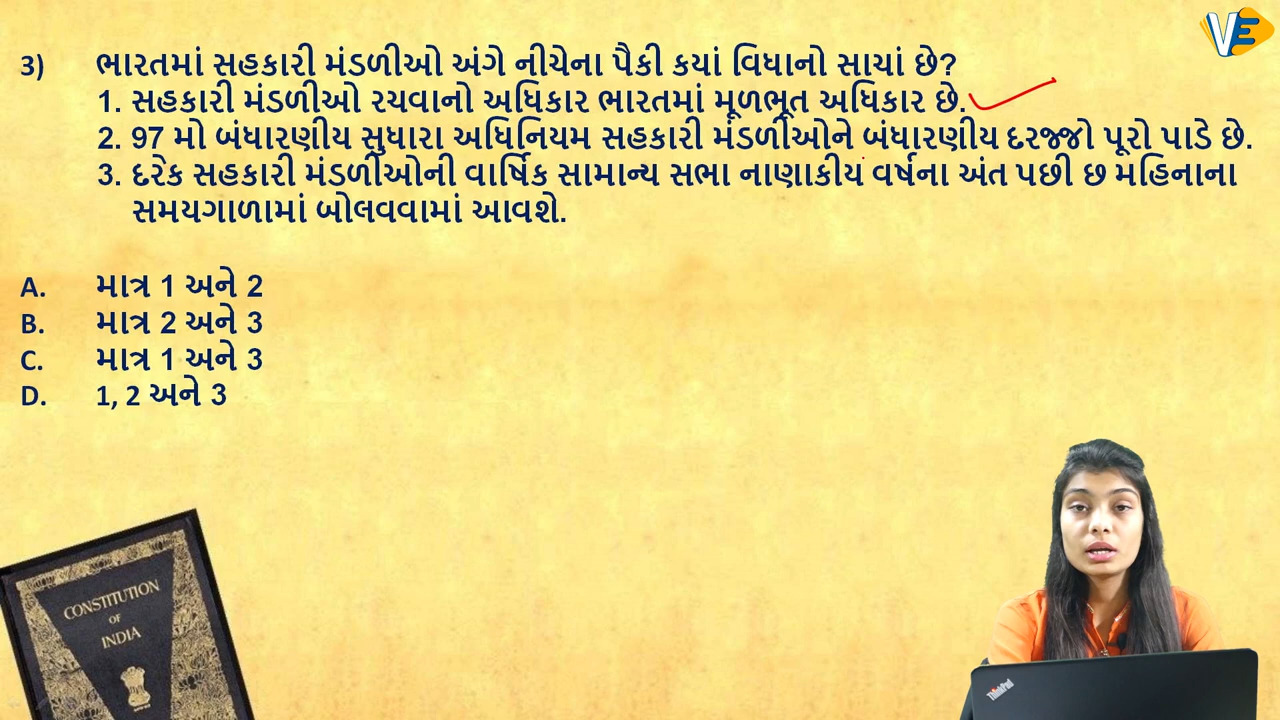 VE
3) ભારતમાં સહકારી મંડળીઓ અંગે નીચેના પૈકી કયાં વિધાનો સાચાં છે?
1. સહકારી મંડળીઓ રચવાનો અધિકાર ભારતમાં મૂળભૂત અધિકાર છે.
2. 97 મો બંધારણીય સુધારા અધિનિયમ સહકારી મંડળીઓને બંધારણીય દરજ્જો પૂરો પાડે છે.
3. દરેક સહકારી મંડળીઓની વાર્ષિક સામાન્ય સભા નાણાકીય વર્ષના અંત પછી છ મહિનાના
સમયગાળામાં બોલવવામાં આવશે.
A. માત્ર 1 અને 2
B. માત્ર 2 અને 3
C. માત્ર 1 અને 3
D. 1, 2 અને 3
CONSTITUTION
OF
INDIA
ThinkPad